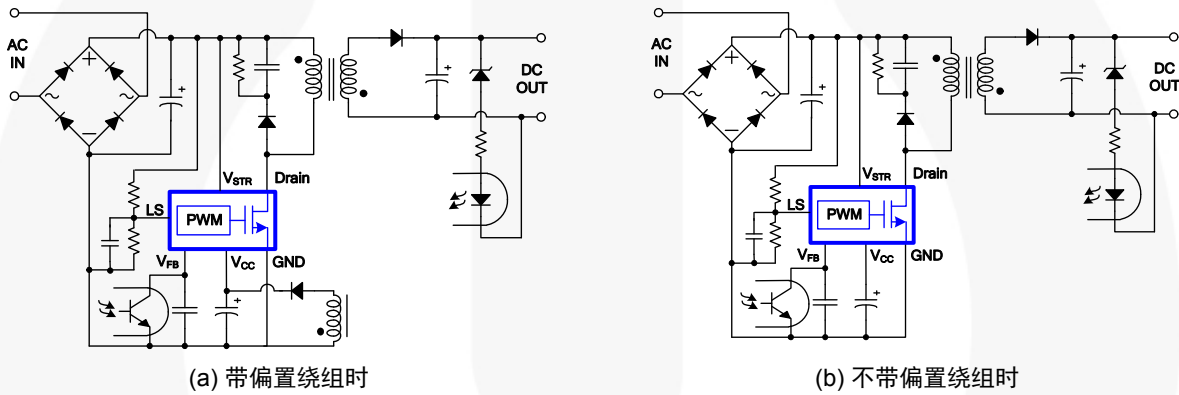 AC
IN
+
~
~
−
+
+
DC
OUT
VSTR
Drain
LS
PWM
VFB
VCC
GND
+
(a) 带偏置绕组时
AC
IN
+
~
~
−
+
+
DC
OUT
VSTR
Drain
LS
PWM
VFB
VCC
GND
+
(b) 不带偏置绕组时